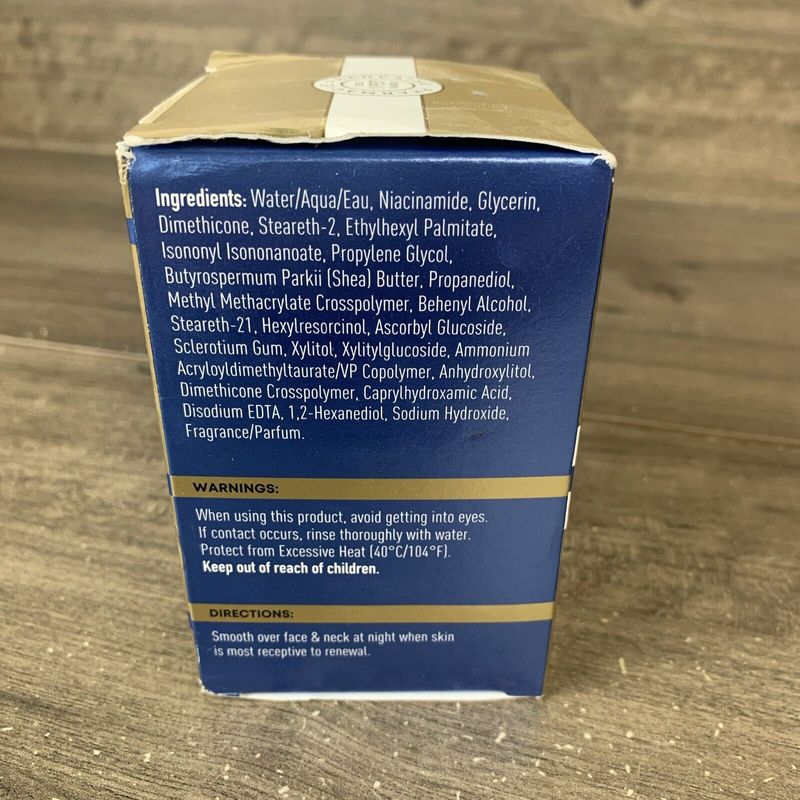 Ingredients: Water/Aqua/Eau, Niacinamide, Glycerin,
Dimethicone, Steareth-2, Ethylhexyl Palmitate,
Isononyl Isononanoate, Propylene Glycol,
Butyrospermum Parkii (Shea) Butter, Propanediol,
Methyl Methacrylate Crosspolymer, Behenyl Alcohol,
Steareth-21, Hexylresorcinol, Ascorbyl Glucoside,
Sclerotium Gum, Xylitol, Xylitylglucoside, Ammonium
Acryloyldimethyltaurate/VP Copolymer, Anhydroxylitol,
Dimethicone Crosspolymer, Caprylhydroxamic Acid,
Disodium EDTA, 1,2-Hexanediol, Sodium Hydroxide,
Fragrance/Parfum.
WARNINGS:
When using this product, avoid getting into eyes.
If contact occurs, rinse thoroughly with water.
Protect from Excessive Heat (40°C/104°F).
Keep out of reach of children.
DIRECTIONS:
Smooth over face & neck at night when skin
is most receptive to renewal.